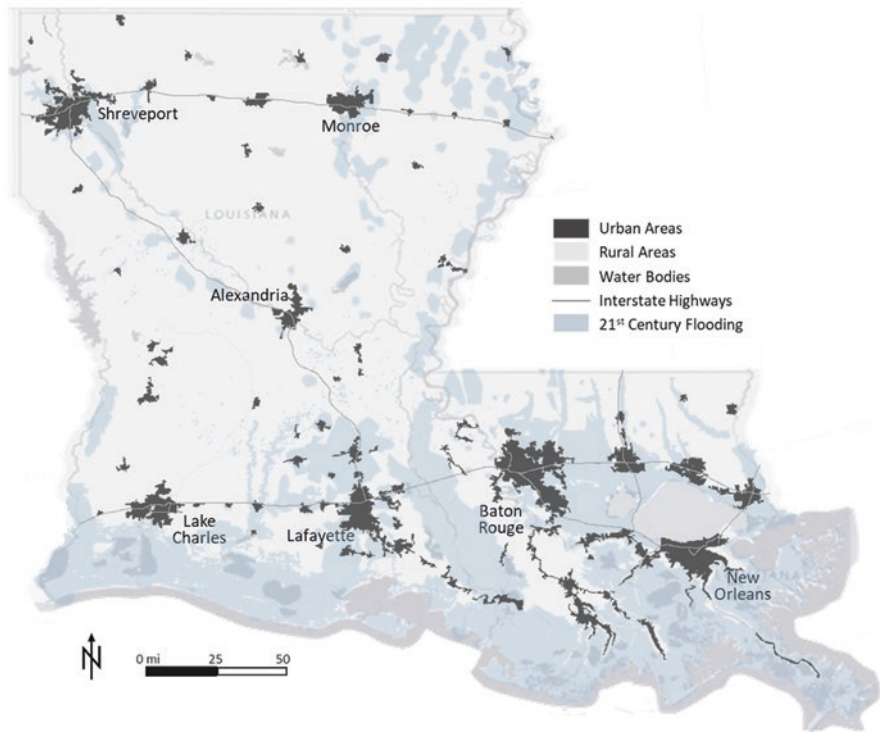 Shreveport
Monroe
LOUISIANA
Urban Areas
Rural Areas
Water Bodies
Interstate Highways
21st Century Flooding
Alexandria
Lake
Charles
Lafayette
Baton
Rouge
New
Orleans
N
0 mi 25 50